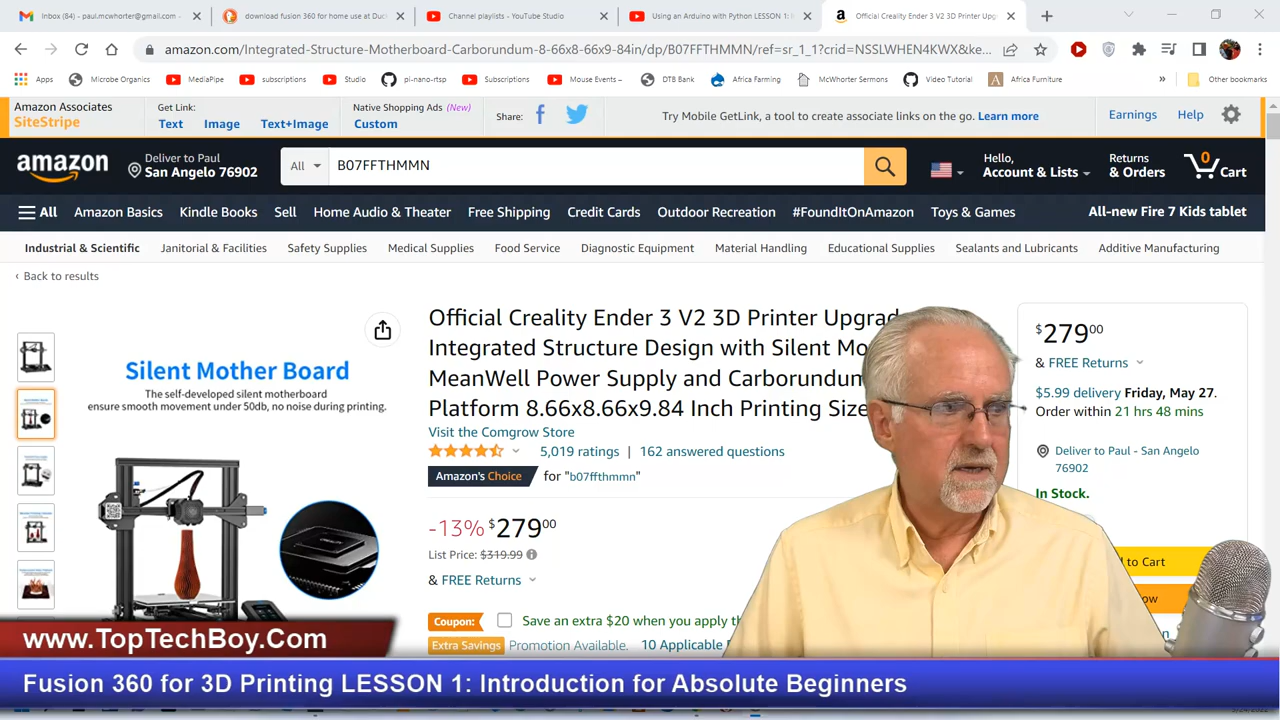 Inbox (84) - paul.mcwhorter@gmail.com -
download fusion 360 for home use at Duc
Channel playlists - YouTube Studio
Using an Arduino with Python LESSON 1:
Official Creality Ender 3 V2 3D Printer Upg
amazon.com/Integrated-Structure-Motherboard-Carborundum-8-66x8-66x9-84in/dp/B07FFTHMMN/ref=sr_1_1?crid=NSSLWHEN4KWX&ke...
Apps
Microbe Organics
MediaPipe
subscriptions
Studio
pi-nano-rtsp
Subscriptions
Mouse Events –
DTB Bank
Africa Farming
McWhorter Sermons
Video Tutorial
Africa Furniture
»
Other bookmarks
Amazon Associates
SiteStripe
Get Link:
Text Image Text+Image
Native Shopping Ads (New)
Custom
Share:
Try Mobile GetLink, a tool to create associate links on the go. Learn more
Earnings Help
amazon
Deliver to Paul
San Angelo 76902
All
B07FFTHMMN
Hello,
Account & Lists
Returns
& Orders
0
Cart
All Amazon Basics Kindle Books Sell Home Audio & Theater Free Shipping Credit Cards Outdoor Recreation #FoundItOnAmazon Toys & Games
All-new Fire 7 Kids tablet
Industrial & Scientific Janitorial & Facilities Safety Supplies Medical Supplies Food Service Diagnostic Equipment Material Handling Educational Supplies Sealants and Lubricants Additive Manufacturing
‹ Back to results
Silent Mother Board
The self-developed silent motherboard
ensure smooth movement under 50db, no noise during printing.
Official Creality Ender 3 V2 3D Printer Upgrad
Integrated Structure Design with Silent Mo
MeanWell Power Supply and Carborundum
Platform 8.66x8.66x9.84 Inch Printing Size
Visit the Comgrow Store
5,019 ratings | 162 answered questions
Amazon's Choice for "b07ffthmmn"
-13% $279 00
List Price: $319.99
& FREE Returns
Coupon: Save an extra $20 when you apply th
Extra Savings Promotion Available. 10 Applicable
$279 00
& FREE Returns
$5.99 delivery Friday, May 27.
Order within 21 hrs 48 mins
Deliver to Paul - San Angelo
76902
In Stock.
to Cart
www.TopTechBoy.Com
Fusion 360 for 3D Printing LESSON 1: Introduction for Absolute Beginners